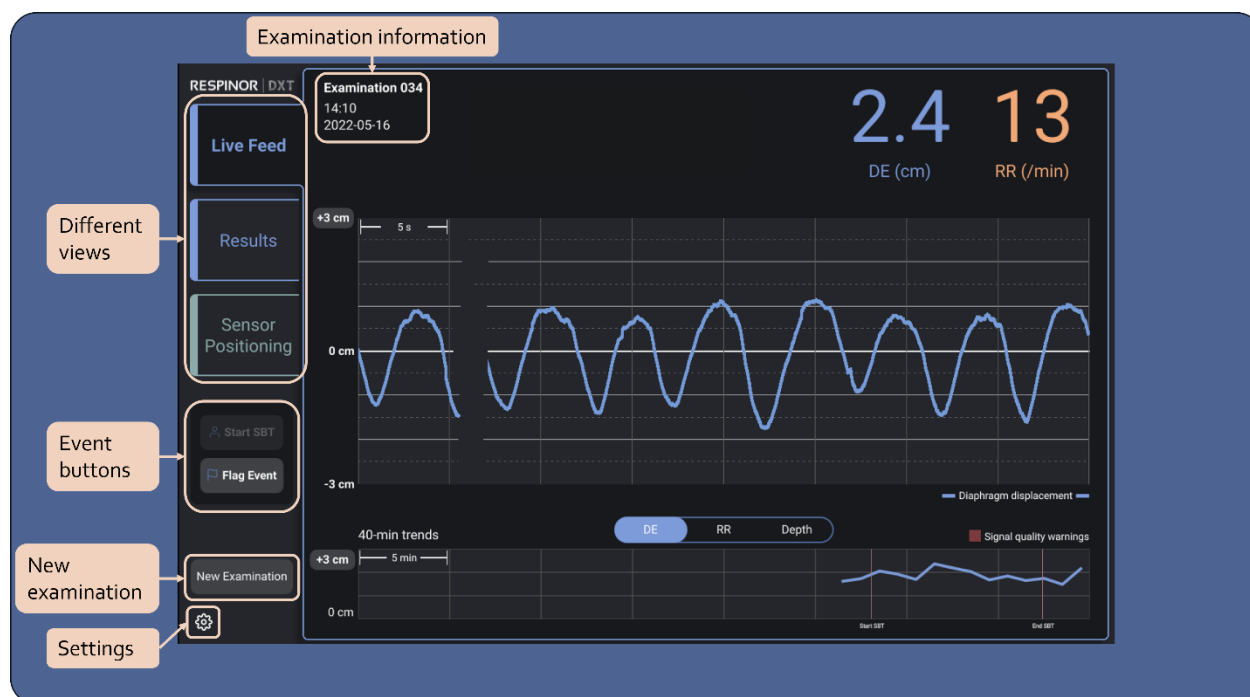 Examination information
RESPINOR | DXT
Examination 034
14:10
2022-05-16
2.4
DE (cm)
13
RR (/min)
Live Feed
Results
Sensor
Positioning
Different
views
Start SBT
Flag Event
Event
buttons
New Examination
New
examination
Settings
+3 cm
5 s
0 cm
-3 cm
Diaphragm displacement
40-min trends
DE
RR
Depth
Signal quality warnings
+3 cm
5 min
0 cm
Start SBT
End SBT